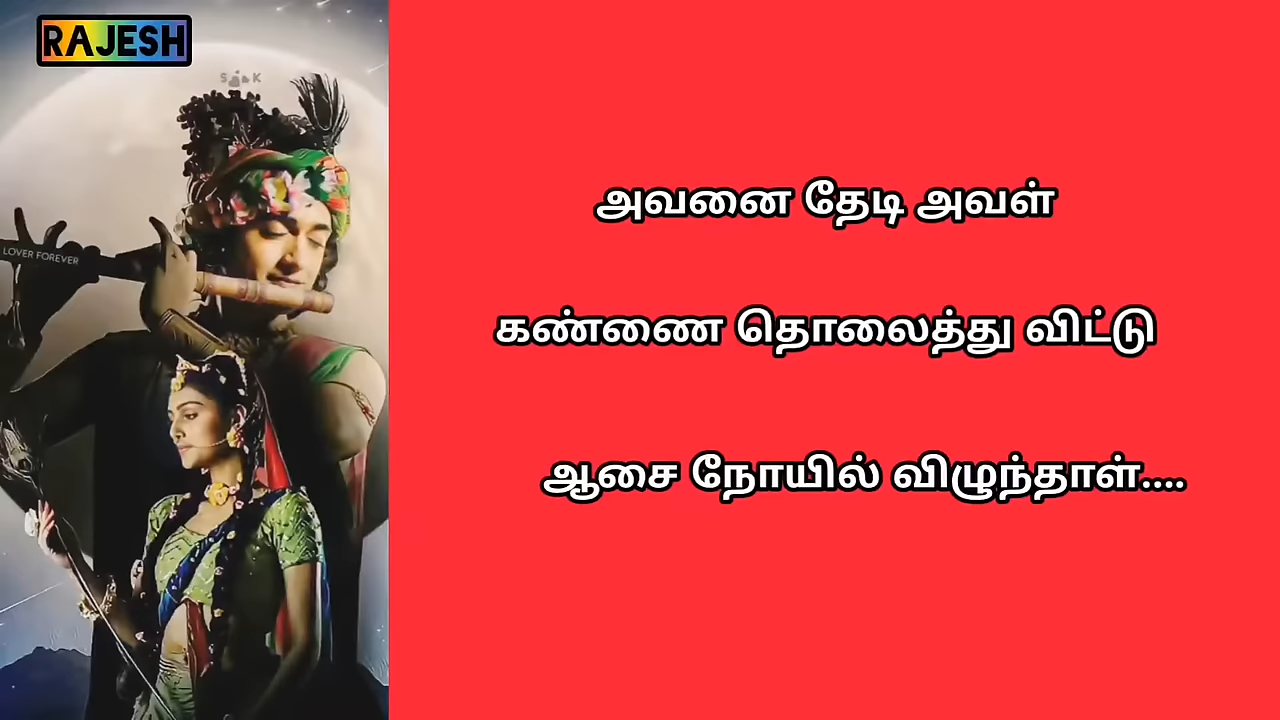 RAJESH
S K
LOVER FOREVER
அவனை தேடி அவள்
கண்ணை தொலைத்து விட்டு
ஆசை நோயில் விழுந்தாள்....